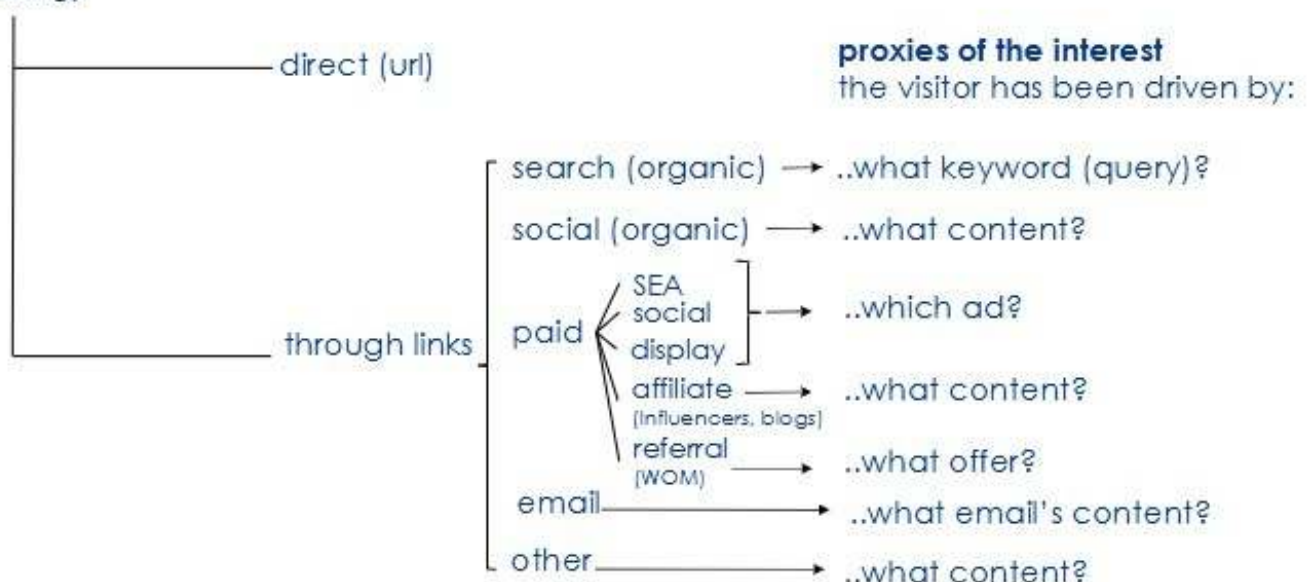 direct (url)
proxies of the interest
the visitor has been driven by:
search (organic) → ..what keyword (query)?
social (organic) → ..what content?
through links
paid
SEA
social
display
..which ad?
affiliate → ..what content?
(influencers, blogs)
referral → ..what offer?
(WOM)
email → ..what email's content?
other → ..what content?